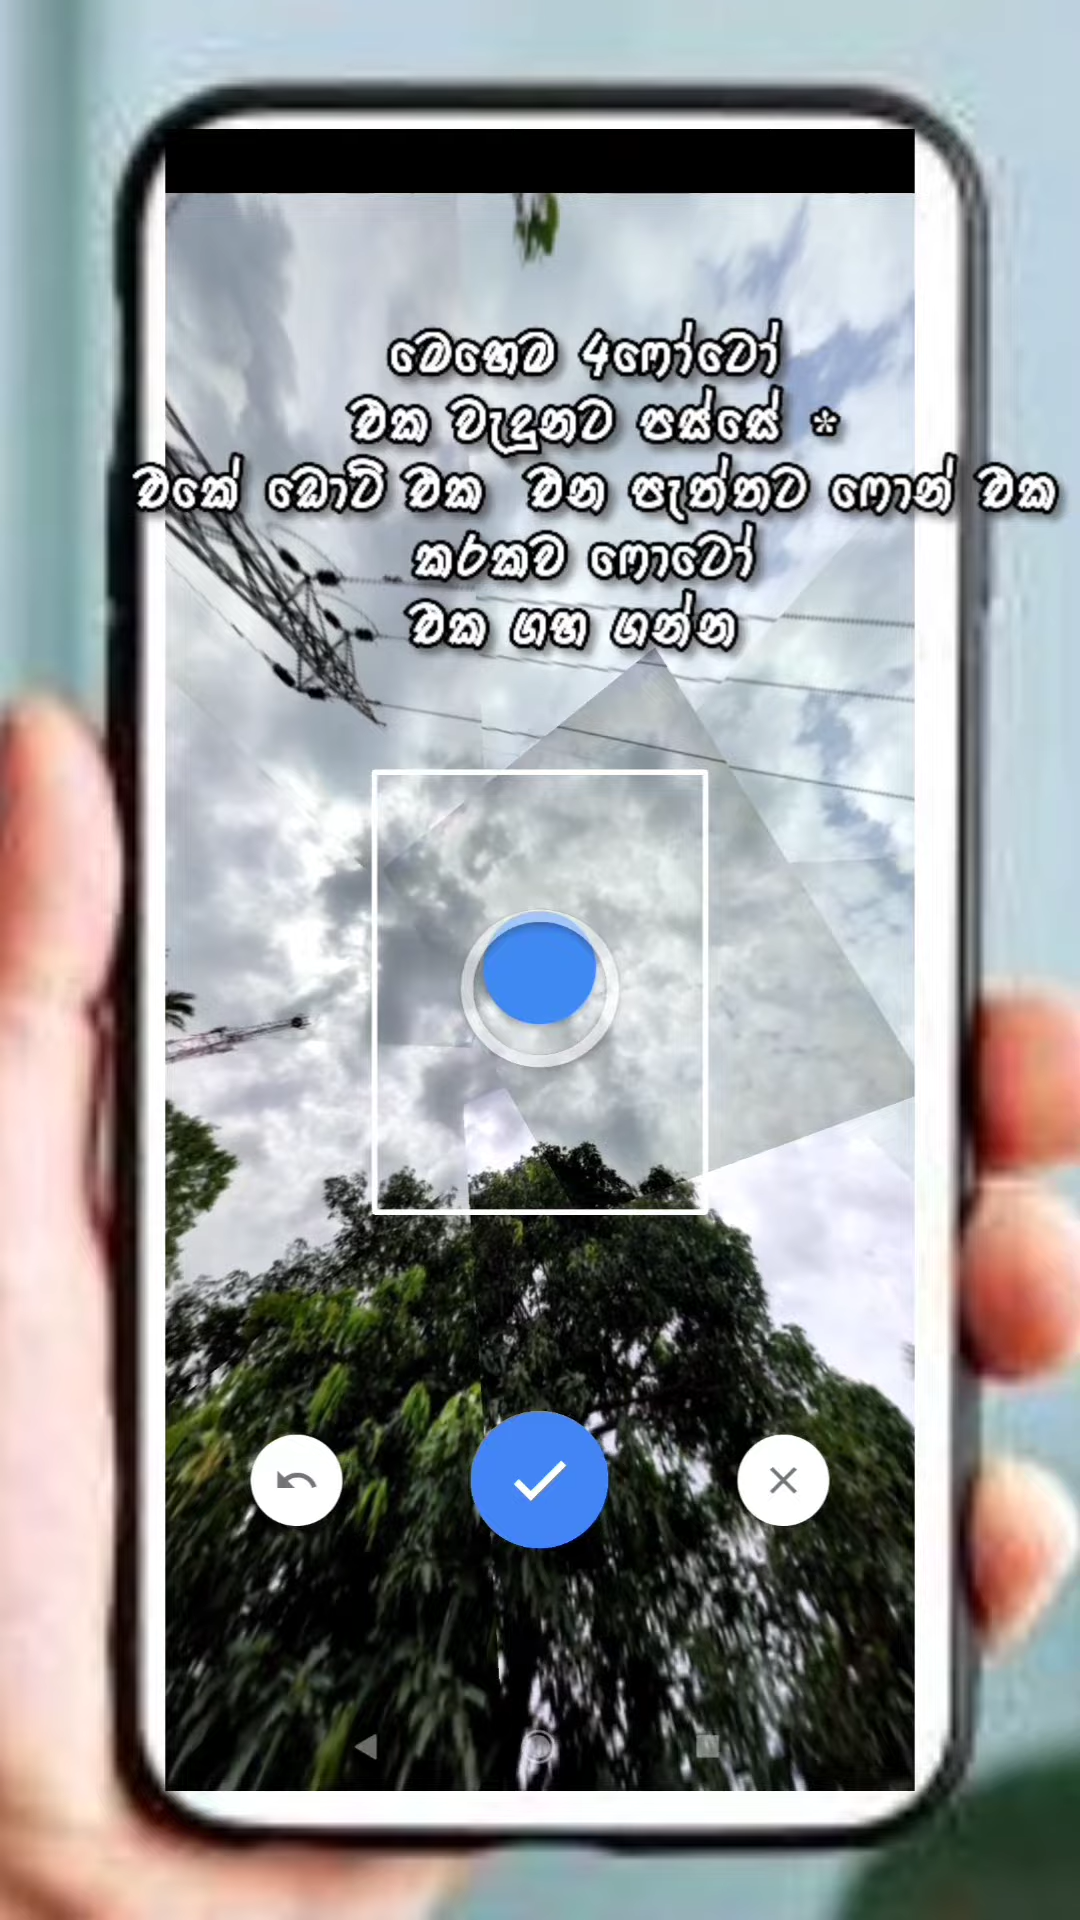 මෙහෙම 4ෆෝටෝ
එක වැදුනට පස්සේ *
එකේ ඩොට් එක එන පැත්තට ෆොන් එක
කරකව ෆොටෝ
එක ගහ ගන්න